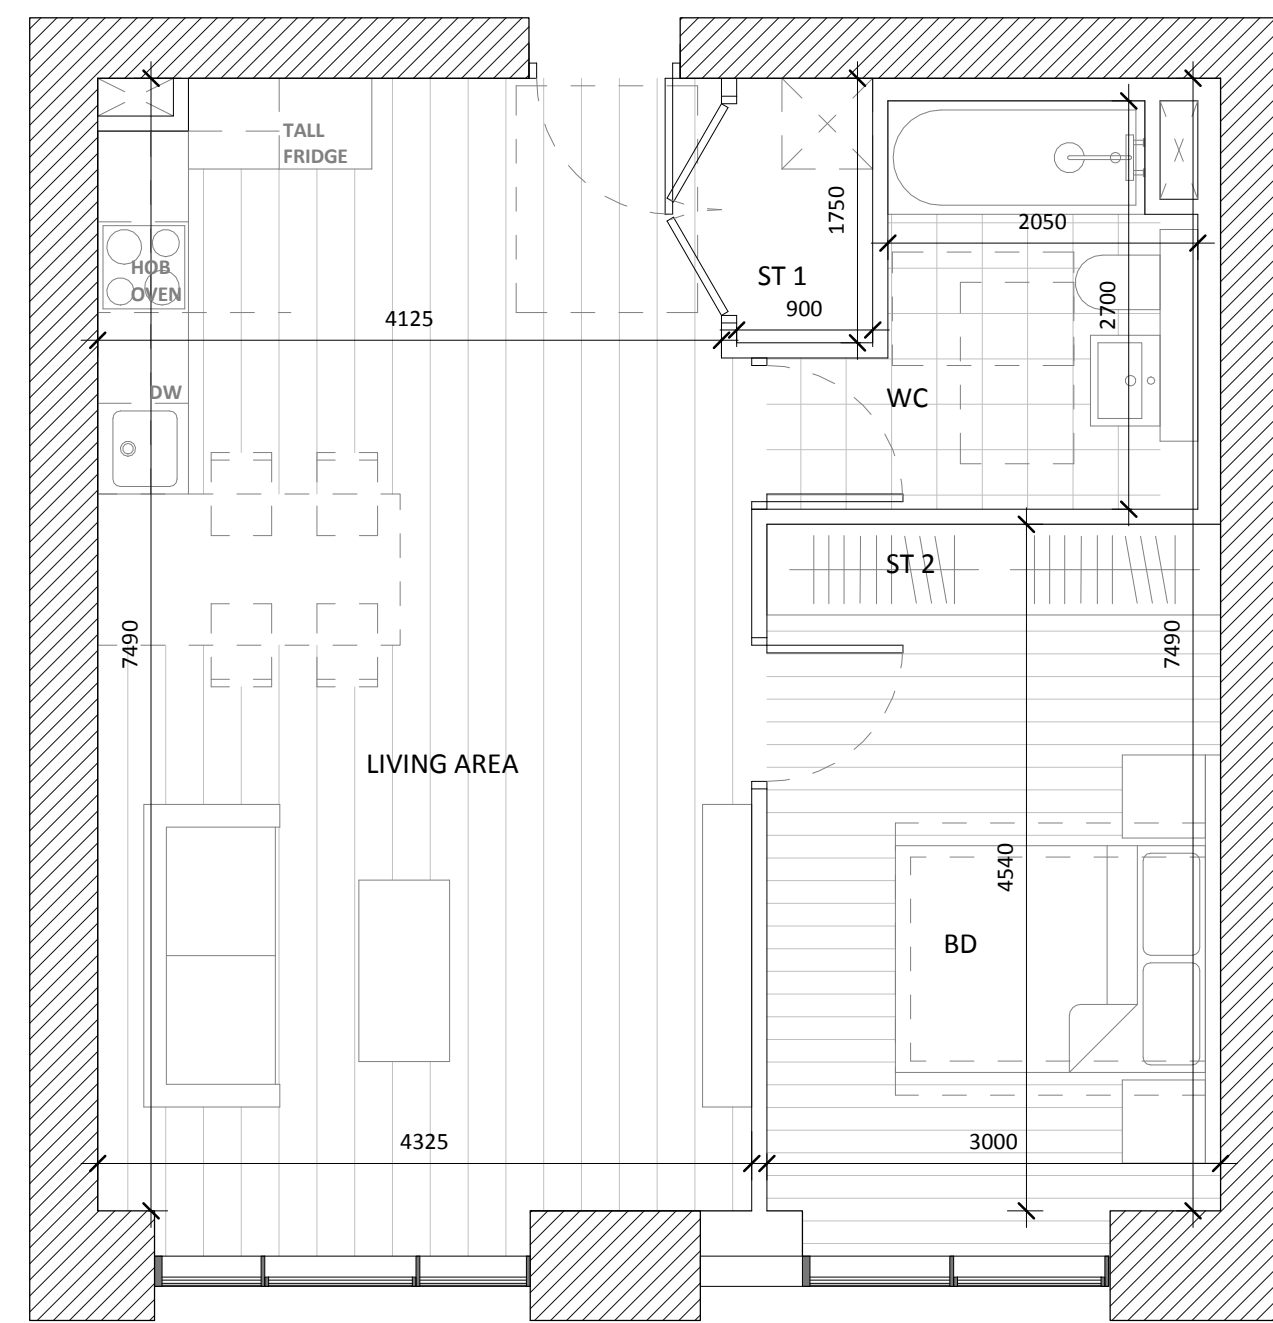 TALL
FRIDGE
1750
2050
HOB
OVEN
ST 1
900
2700
4125
DW
WC
ST 2
7490
7490
LIVING AREA
4540
BD
4325
3000